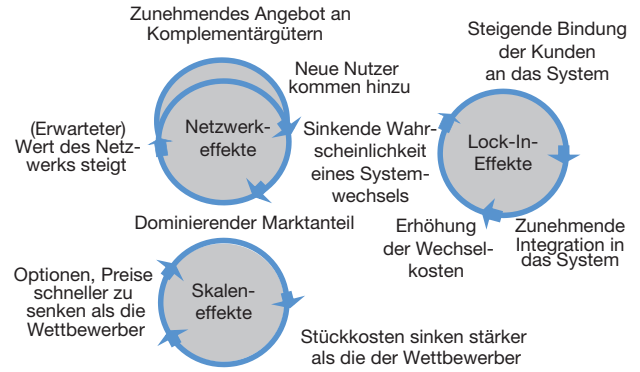 Zunehmendes Angebot an
Komplementärgütern
Neue Nutzer
kommen hinzu
(Erwarteter)
Wert des Netz-
werks steigt
Netzwerk-
effekte
Dominierender Marktanteil
Steigende Bindung
der Kunden
an das System
Sinkende Wahr-
scheinlichkeit
eines System-
wechsels
Lock-In-
Effekte
Erhöhung
der Wechsel-
kosten
Zunehmende
Integration in
das System
Optionen, Preise
schneller zu
senken als die
Wettbewerber
Skalen-
effekte
Stückkosten sinken stärker
als die der Wettbewerber